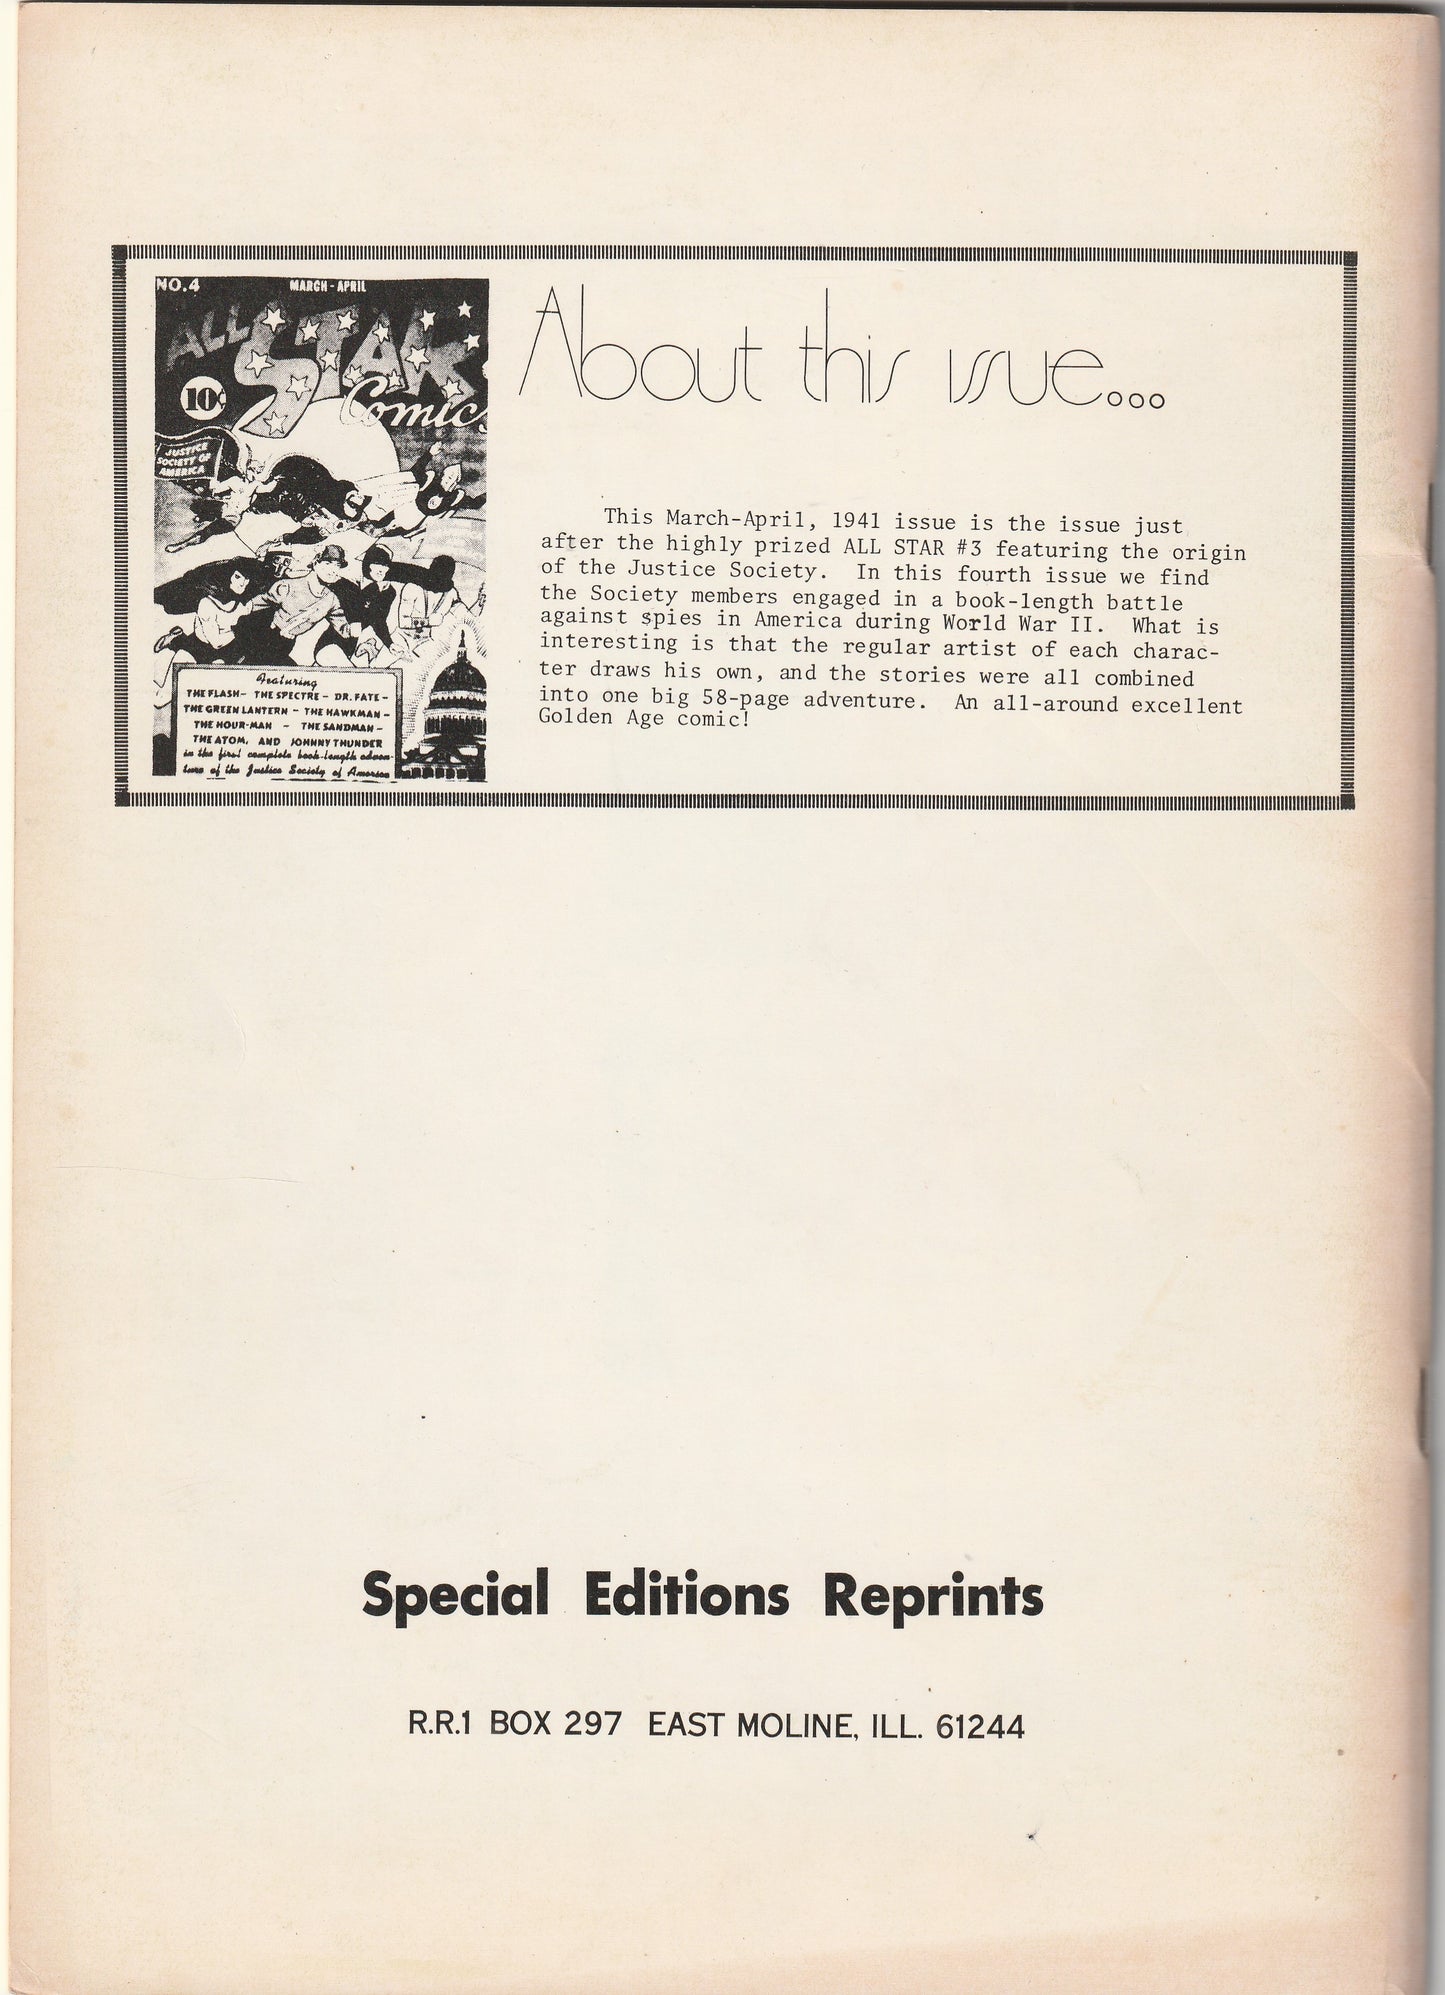 NO.4 MARCH-APRIL
ALL STAR
Comics
10¢
JUSTICE
SOCIETY OF
AMERICA
Featuring
THE FLASH- THE SPECTRE- DR. FATE-
THE GREEN LANTERN - THE HAWKMAN-
THE HOUR-MAN - THE SANDMAN-
THE ATOM, AND JOHNNY THUNDER
in the first complete book-length adven-
ture of the Justice Society of America
About this issue...
This March-April, 1941 issue is the issue just
after the highly prized ALL STAR #3 featuring the origin
of the Justice Society. In this fourth issue we find
the Society members engaged in a book-length battle
against spies in America during World War II. What is
interesting is that the regular artist of each charac-
ter draws his own, and the stories were all combined
into one big 58-page adventure. An all-around excellent
Golden Age comic!
Special Editions Reprints
R.R.1 BOX 297 EAST MOLINE, ILL. 61244